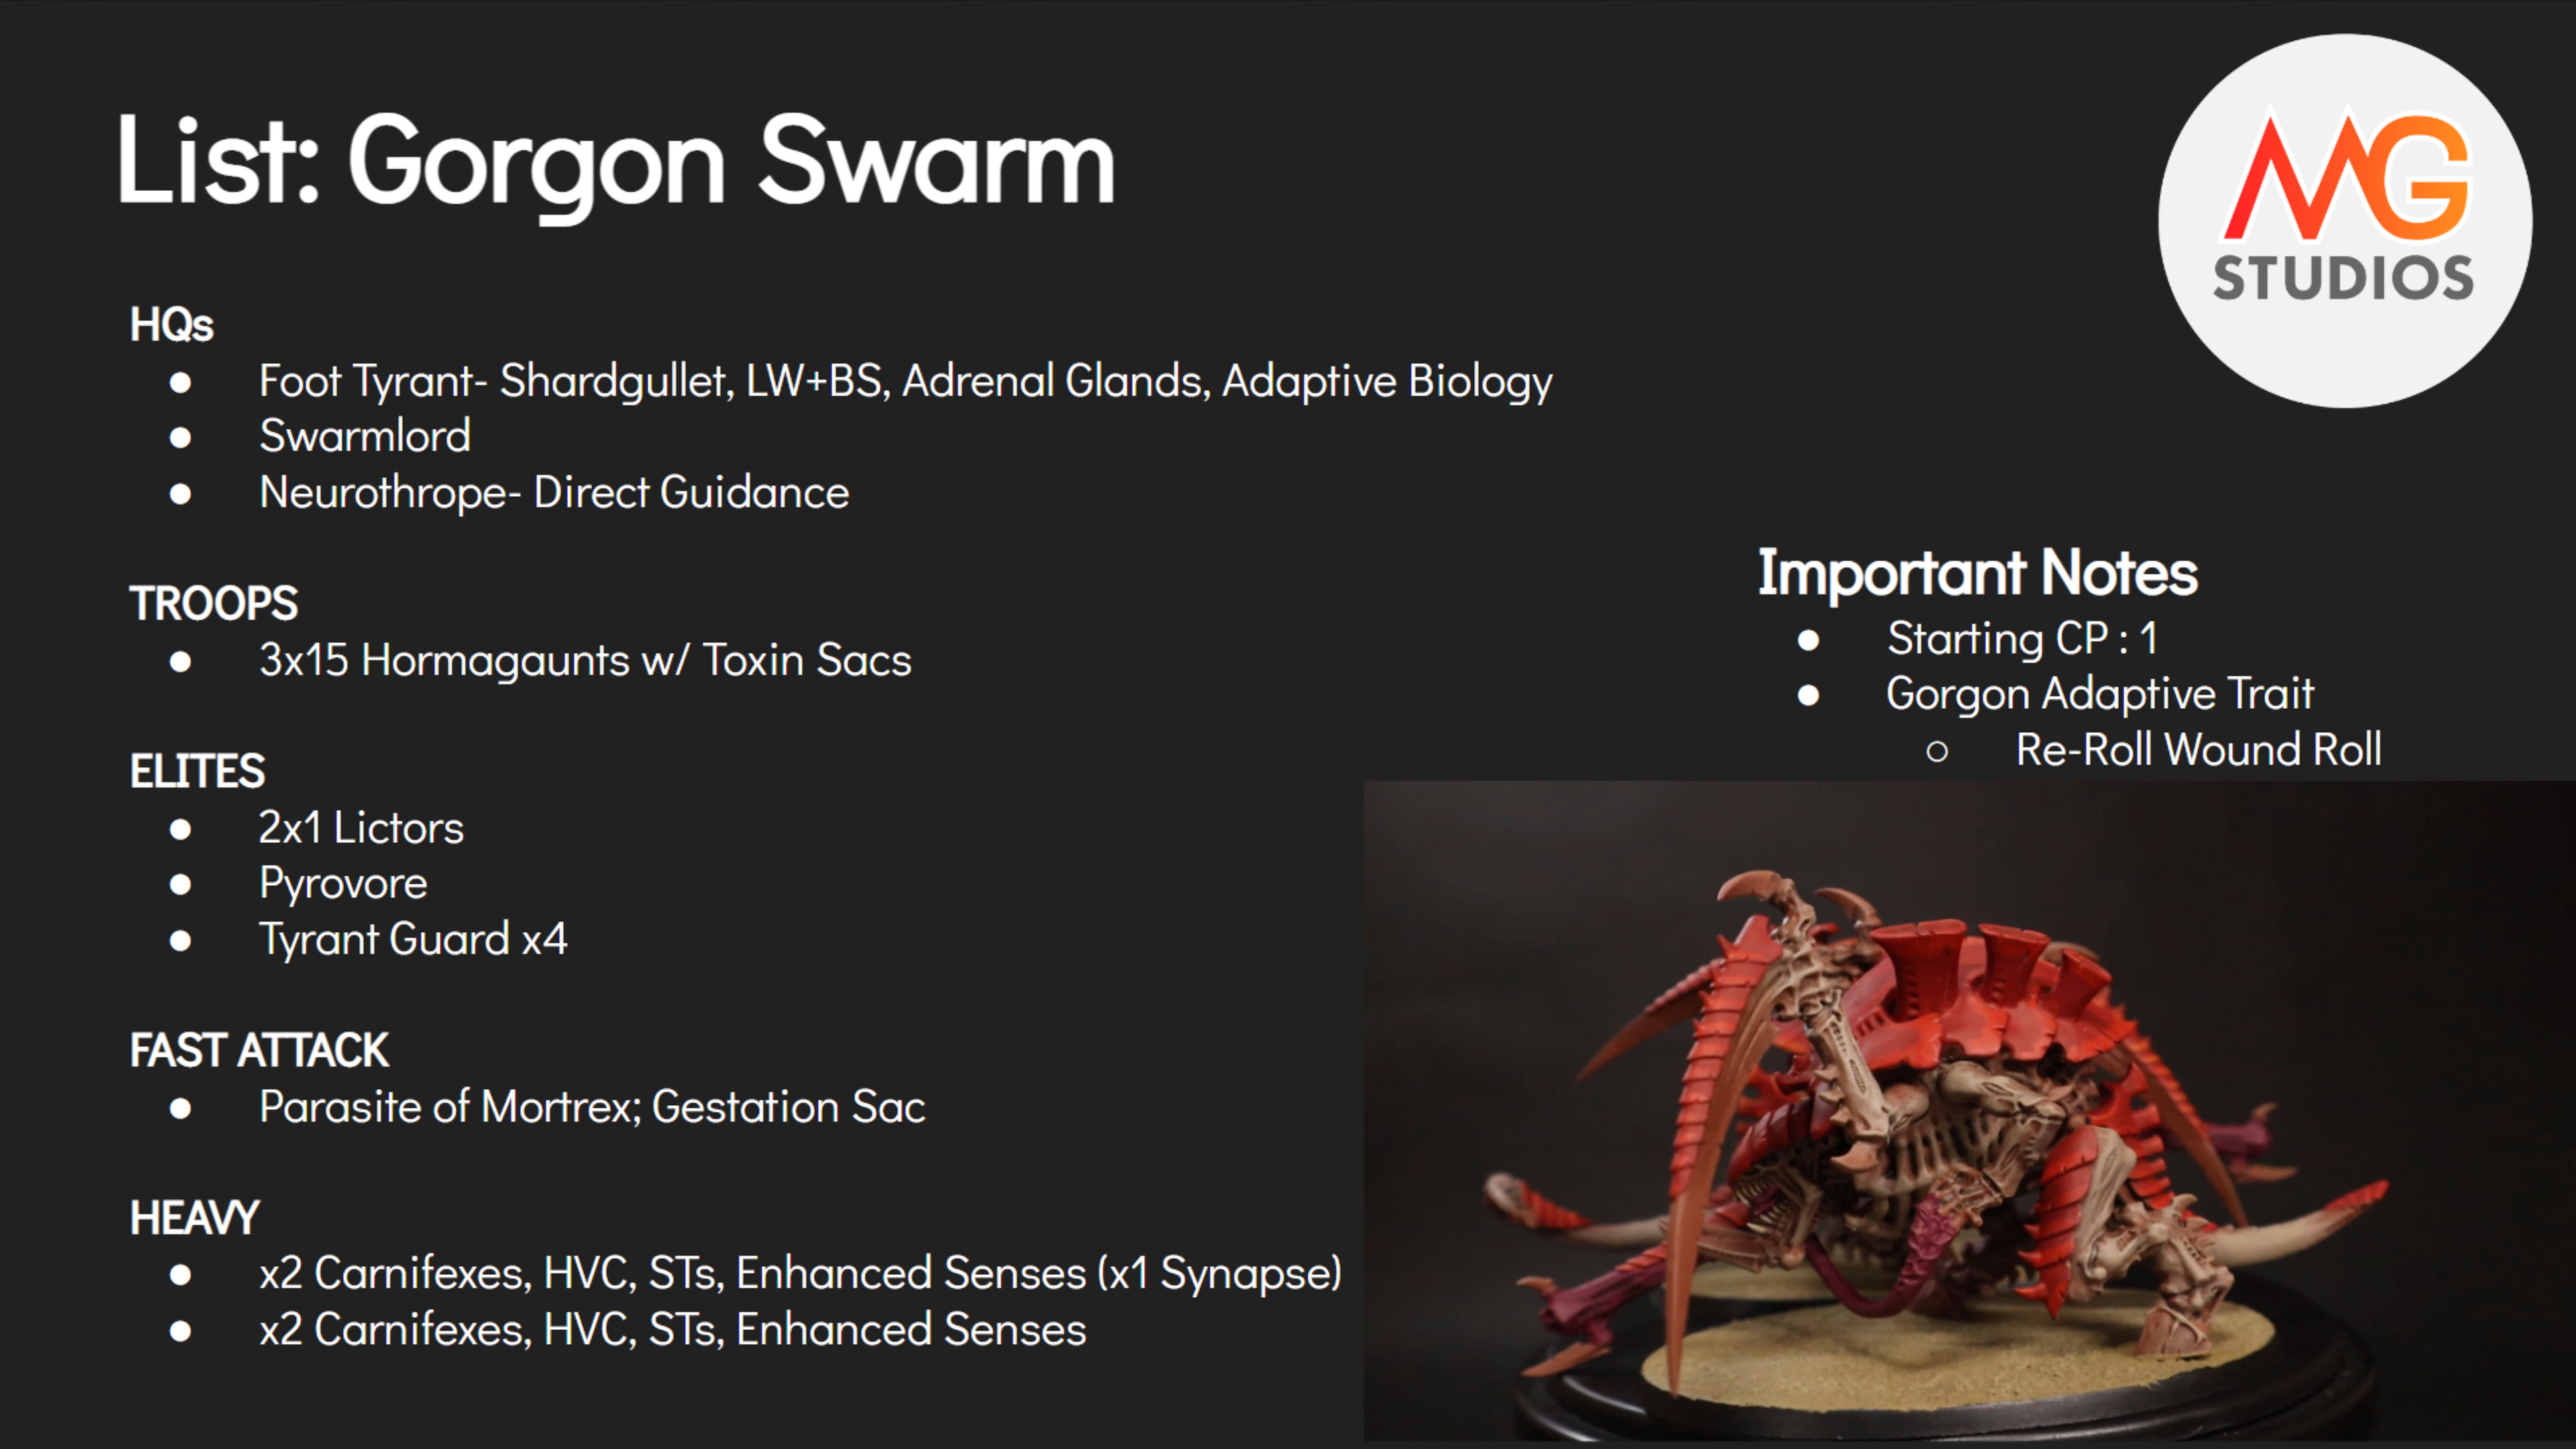 List: Gorgon Swarm
MG
STUDIOS
HQs
● Foot Tyrant- Shardgullet, LW+BS, Adrenal Glands, Adaptive Biology
● Swarmlord
● Neurothrope- Direct Guidance
TROOPS
● 3x15 Hormagaunts w/ Toxin Sacs
ELITES
● 2x1 Lictors
● Pyrovore
● Tyrant Guard x4
FAST ATTACK
● Parasite of Mortrex; Gestation Sac
HEAVY
● x2 Carnifexes, HVC, STs, Enhanced Senses (x1 Synapse)
● x2 Carnifexes, HVC, STs, Enhanced Senses
Important Notes
● Starting CP : 1
● Gorgon Adaptive Trait
○ Re-Roll Wound Roll